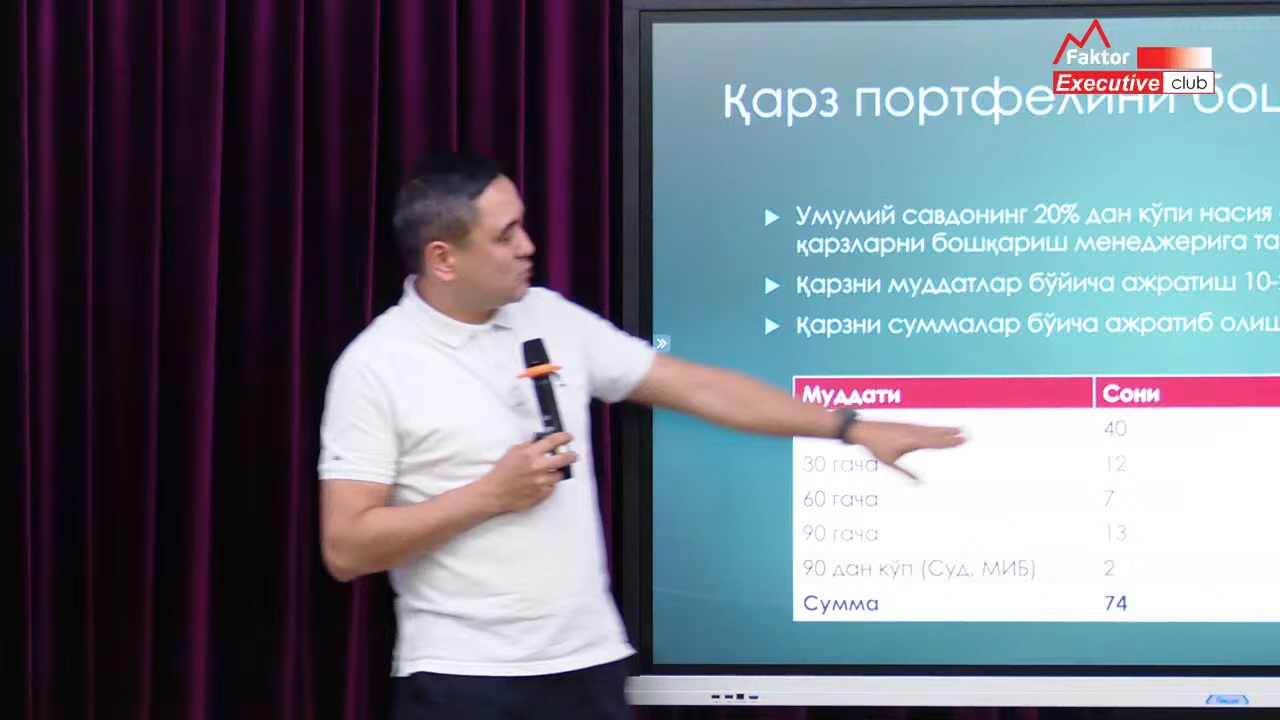 Faktor
Executive club
Қарз портфелини бош
Умумий савдонинг 20% дан кўпи насия
қарзларни бошқариш менеджерига та
Қарзни муддатлар бўйича ажратиш 10-
Қарзни суммалар бўича ажратиб олиш
Муддати Сони
40
30 гача 12
60 гача 7
90 гача 13
90 дан кўп (Суд, МИБ) 2
Сумма 74